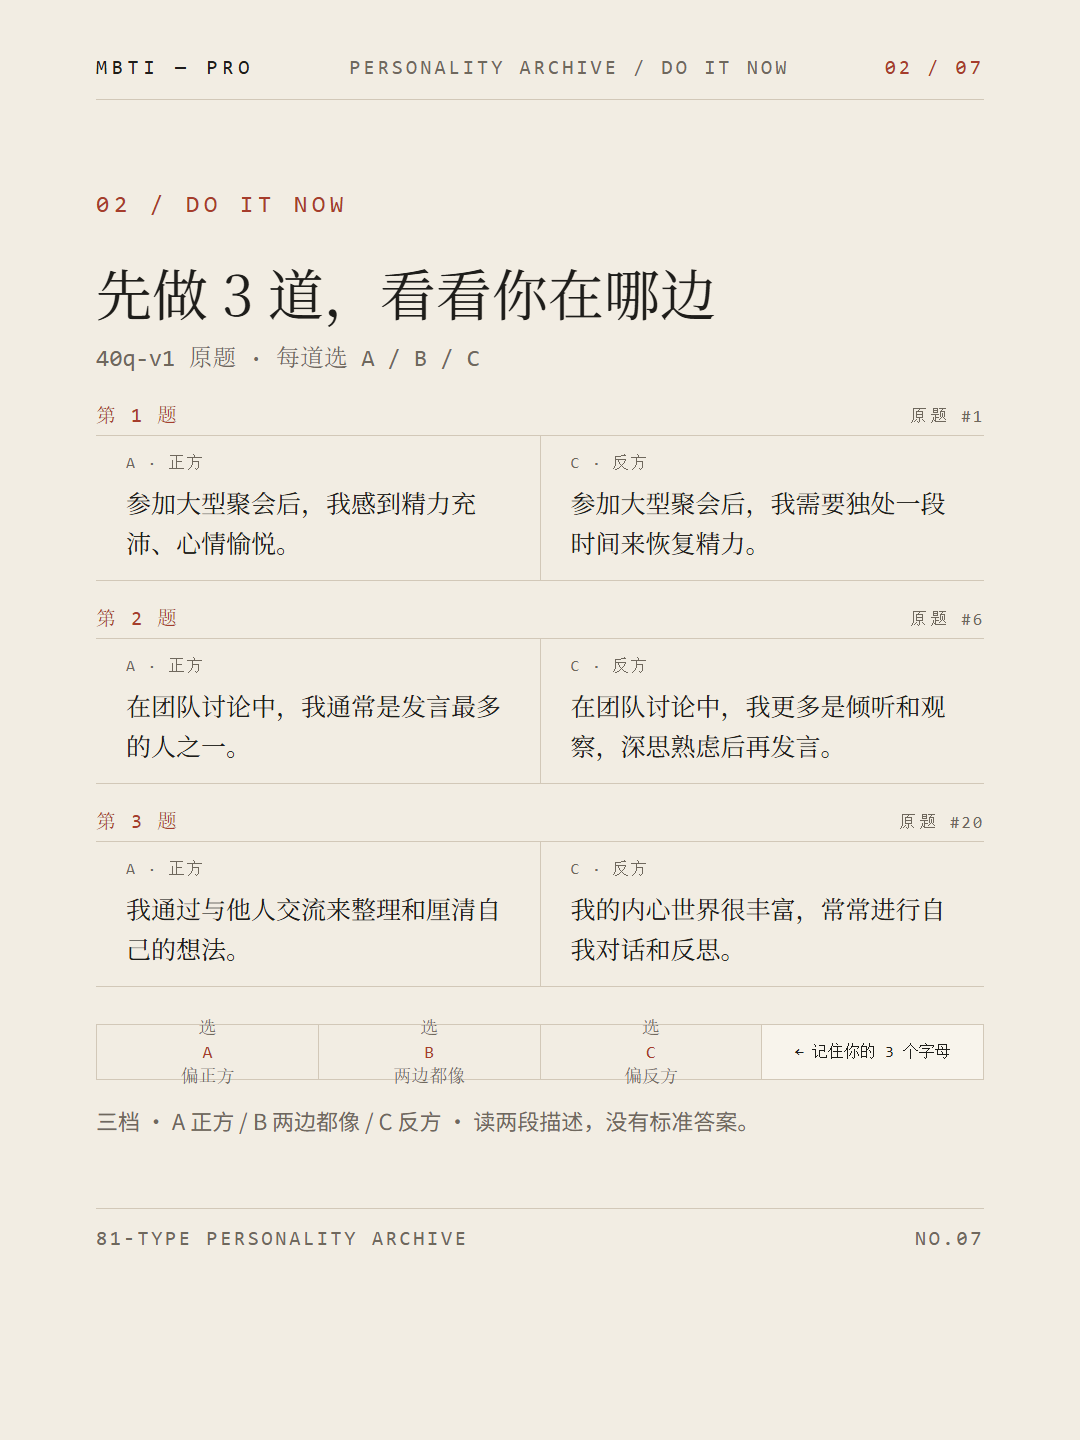 MBTI — PRO
PERSONALITY ARCHIVE / DO IT NOW
02 / 07
02 / DO IT NOW
先做 3 道，看看你在哪边
40q-v1 原题 · 每道选 A / B / C
第 1 题
原题 #1
A · 正方
参加大型聚会后，我感到精力充
沛、心情愉悦。
C · 反方
参加大型聚会后，我需要独处一段
时间来恢复精力。
第 2 题
原题 #6
A · 正方
在团队讨论中，我通常是发言最多
的人之一。
C · 反方
在团队讨论中，我更多是倾听和观
察，深思熟虑后再发言。
第 3 题
原题 #20
A · 正方
我通过与他人交流来整理和厘清自
己的想法。
C · 反方
我的内心世界很丰富，常常进行自
我对话和反思。
选
A
偏正方
选
B
两边都像
选
C
偏反方
← 记住你的 3 个字母
三档 · A 正方 / B 两边都像 / C 反方 · 读两段描述，没有标准答案。
81-TYPE PERSONALITY ARCHIVE
NO.07